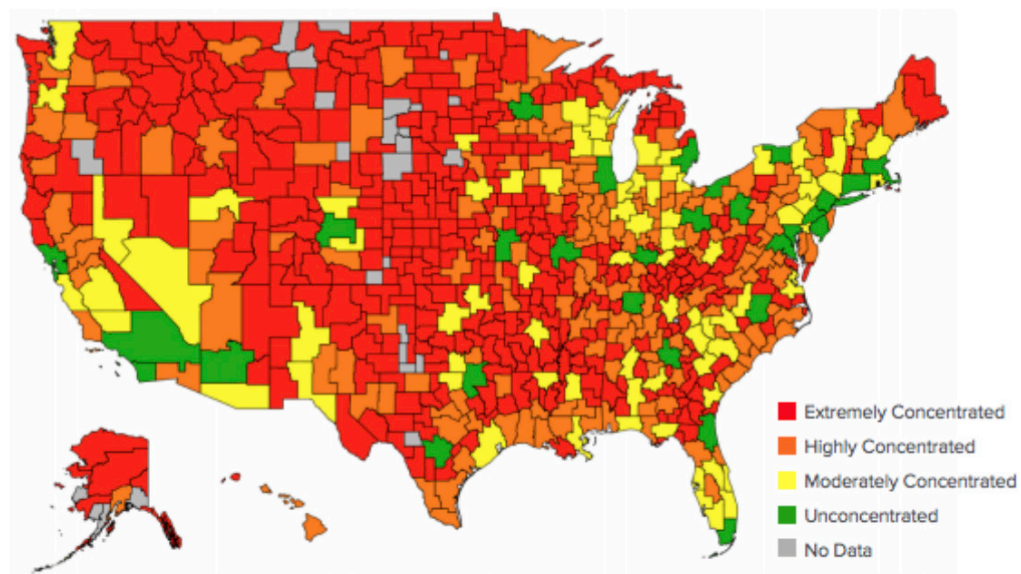 Extremely Concentrated
Highly Concentrated
Moderately Concentrated
Unconcentrated
No Data